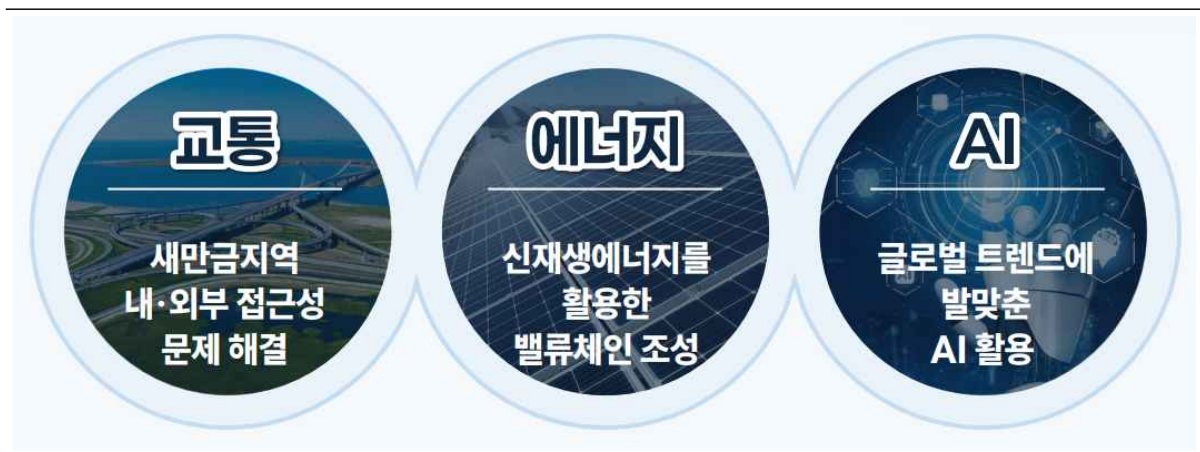 교통
새만금지역
내·외부 접근성
문제 해결
에너지
신재생에너지를
활용한
밸류체인 조성
AI
글로벌 트렌드에
발맞춘
AI 활용